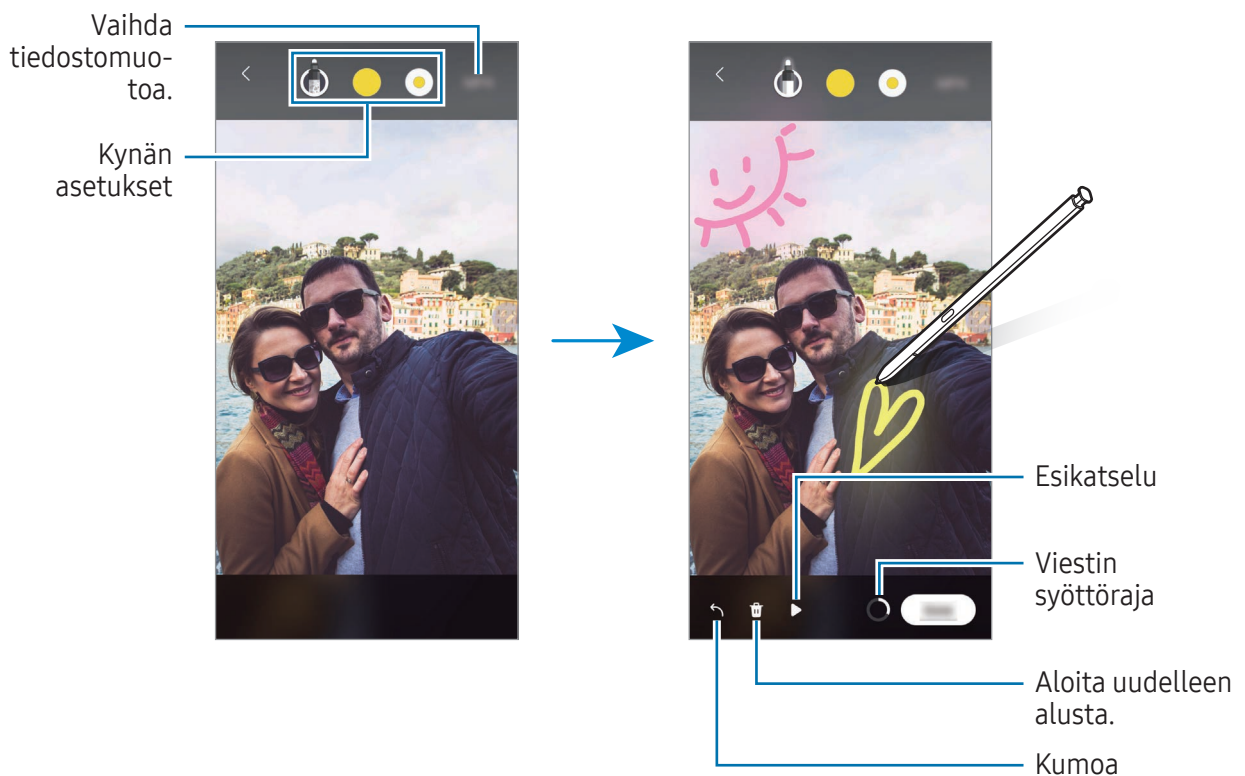 Vaihda
tiedostomuo-
toa.
Kynän
asetukset
Esikatselu
Viestin
syöttöraja
Aloita uudelleen
alusta.
Kumoa